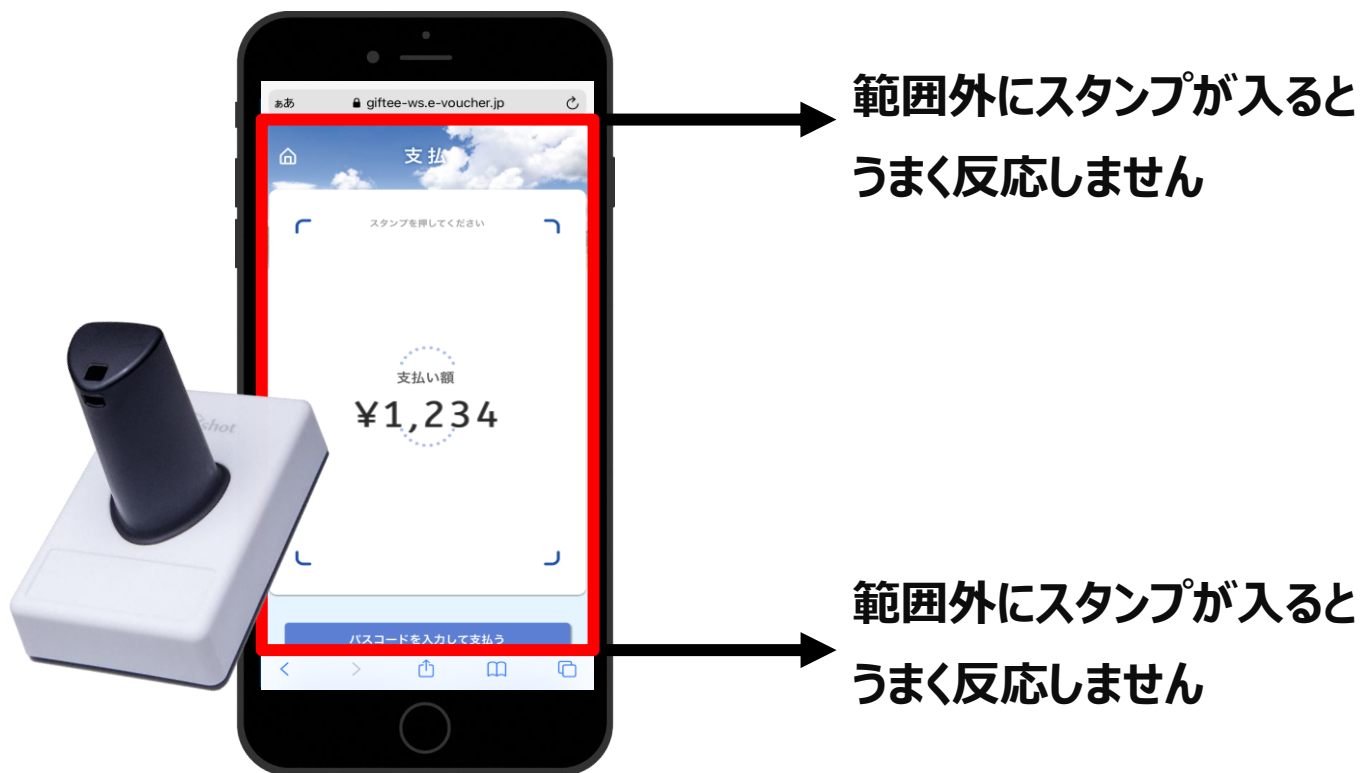 ぁあ giftee-ws.e-voucher.jp
支払
スタンプを押してください
支払い額
¥1,234
パスコードを入力して支払う
shot
範囲外にスタンプが入ると
うまく反応しません
範囲外にスタンプが入ると
うまく反応しません